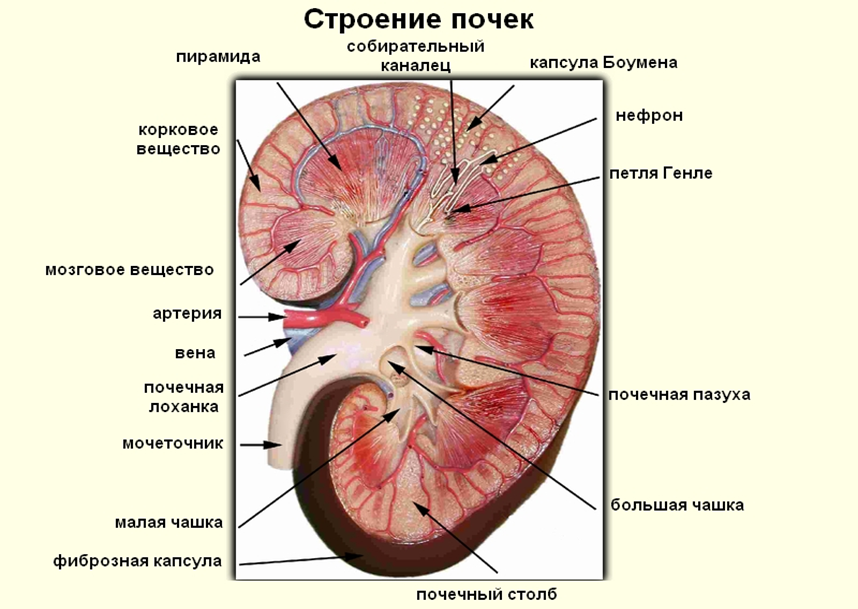 Строение почек
пирамида
собирательный
каналец
капсула Боумена
нефрон
петля Генле
корковое
вещество
мозговое вещество
артерия
вена
почечная
лоханка
мочеточник
малая чашка
фиброзная капсула
почечная пазуха
большая чашка
почечный столб